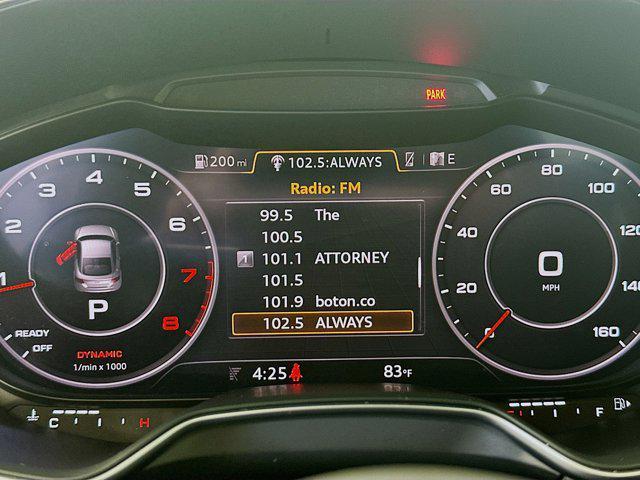 PARK
200 mi 102.5:ALWAYS E
Radio: FM
99.5 The
100.5
1 101.1 ATTORNEY
101.5
101.9 boton.co
102.5 ALWAYS
1 2 3 4 5 6 7 8
P
READY
OFF
DYNAMIC
1/min x 1000
0 20 40 60 80 100 120 140 160
0
MPH
4:25 83°F
C H
F